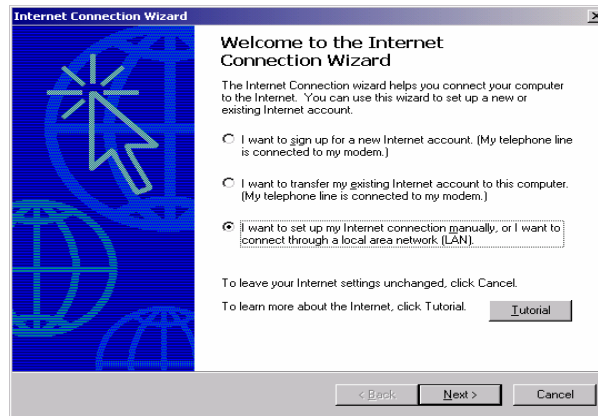 Internet Connection Wizard
Welcome to the Internet
Connection Wizard
The Internet Connection wizard helps you connect your computer
to the Internet. You can use this wizard to set up a new or
existing Internet account.
I want to sign up for a new Internet account. (My telephone line
is connected to my modem.)
I want to transfer my existing Internet account to this computer.
(My telephone line is connected to my modem.)
I want to set up my Internet connection manually, or I want to
connect through a local area network (LAN).
To leave your Internet settings unchanged, click Cancel.
To learn more about the Internet, click Tutorial.
Tutorial
< Back
Next >
Cancel